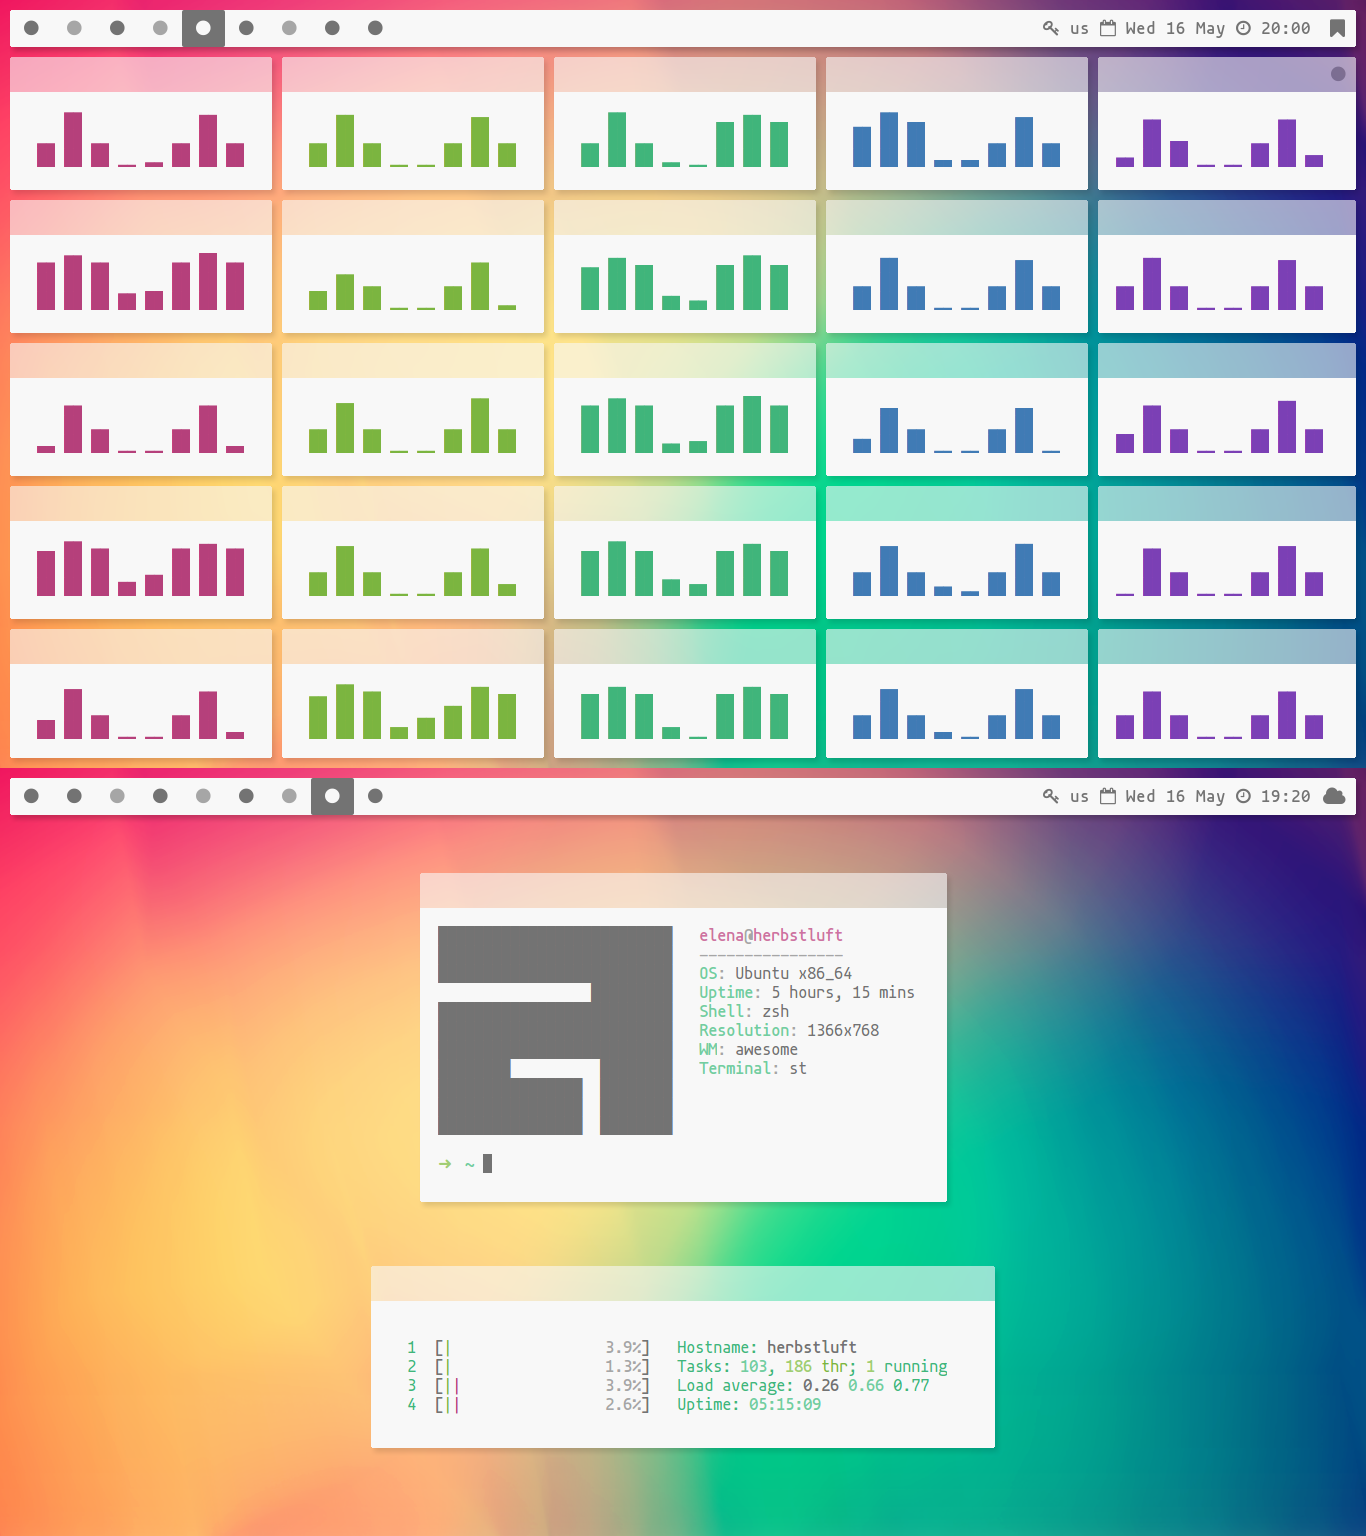 us Wed 16 May 20:00
us Wed 16 May 19:20
elena@herbstluft
----------------
OS: Ubuntu x86_64
Uptime: 5 hours, 15 mins
Shell: zsh
Resolution: 1366x768
WM: awesome
Terminal: st
➜ ~
1 [| 3.9%] Hostname: herbstluft
2 [| 1.3%] Tasks: 103, 186 thr; 1 running
3 [|| 3.9%] Load average: 0.26 0.66 0.77
4 [|| 2.6%] Uptime: 05:15:09